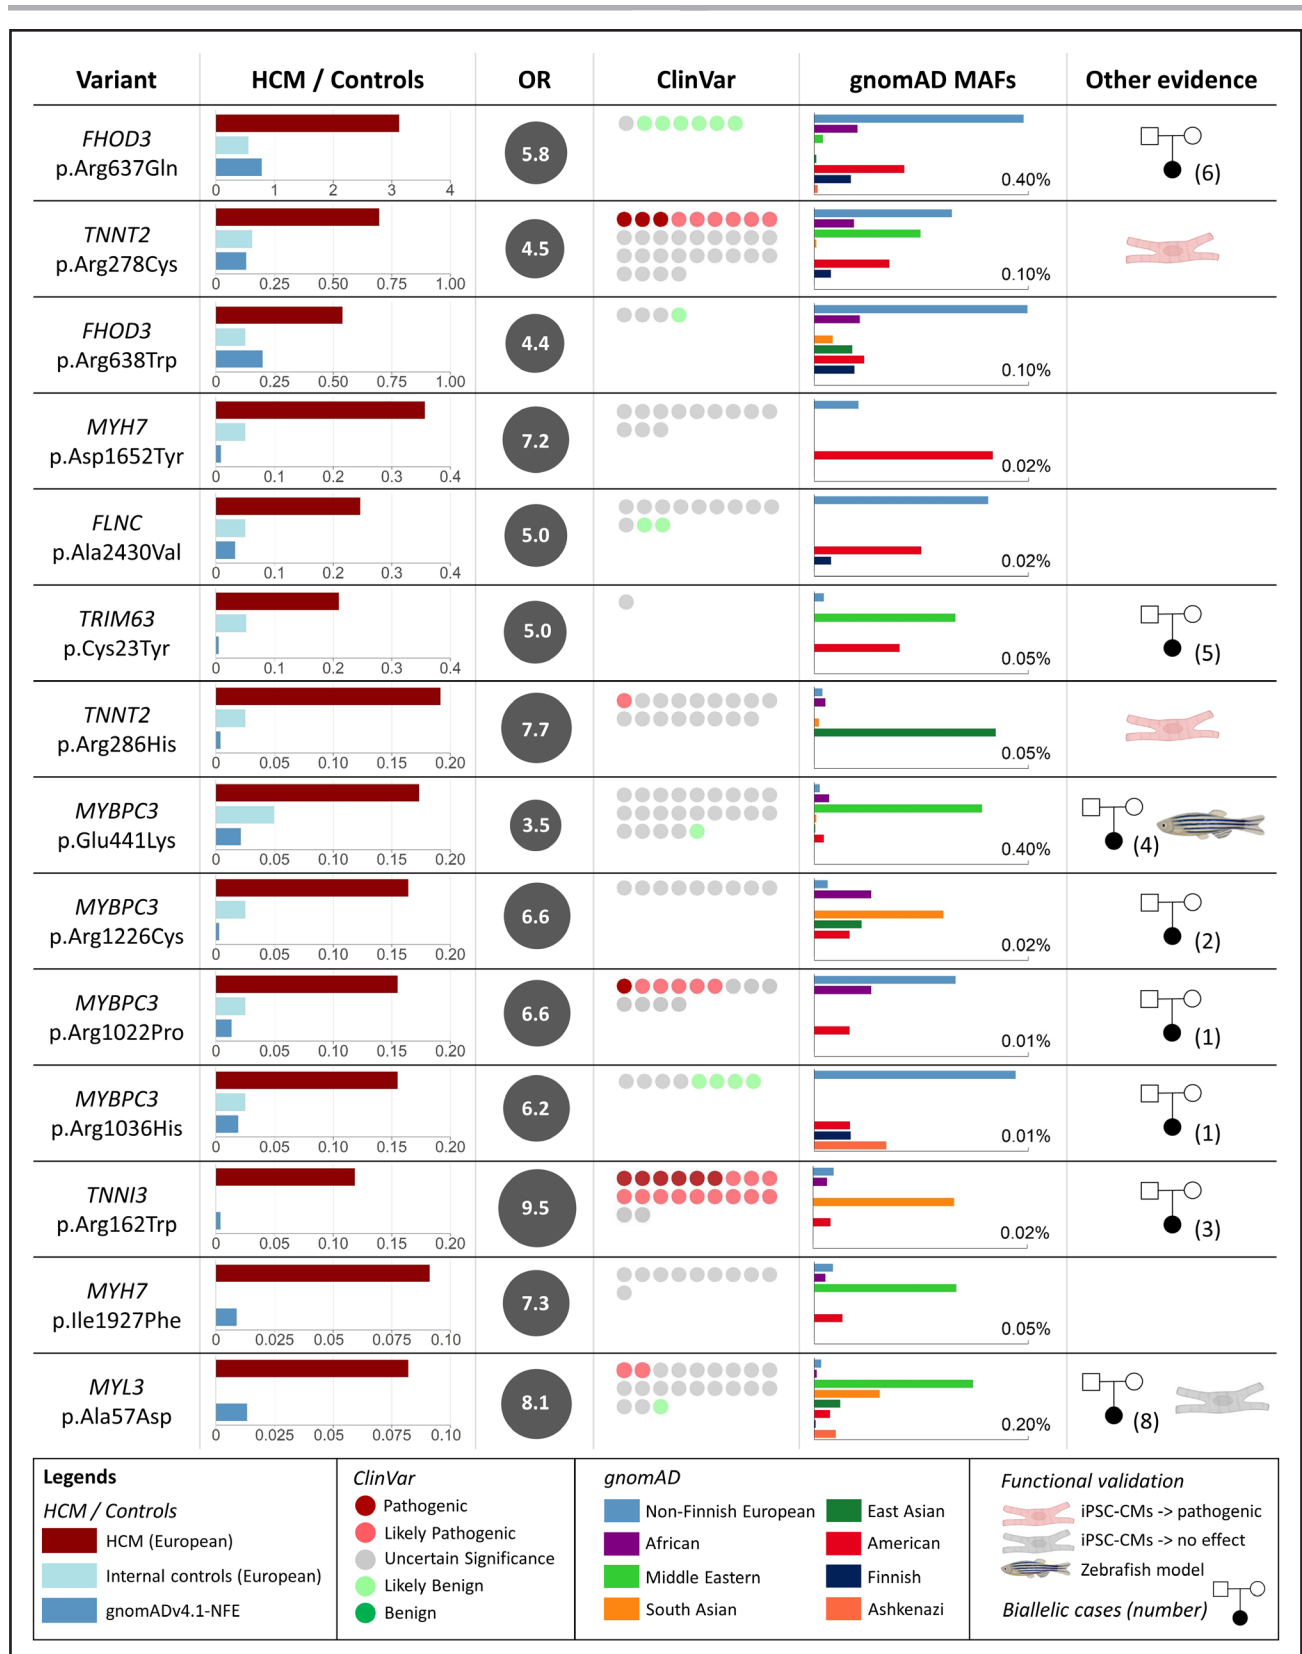 Variant HCM / Controls OR ClinVar gnomAD MAFs Other evidence
FHOD3
p.Arg637Gln
5.8
0 1 2 3 4
0.40%
(6)
TNNT2
p.Arg278Cys
4.5
0 0.25 0.50 0.75 1.00
0.10%
FHOD3
p.Arg638Trp
4.4
0 0.25 0.50 0.75 1.00
0.10%
MYH7
p.Asp1652Tyr
7.2
0 0.1 0.2 0.3 0.4
0.02%
FLNC
p.Ala2430Val
5.0
0 0.1 0.2 0.3 0.4
0.02%
TRIM63
p.Cys23Tyr
5.0
0 0.1 0.2 0.3 0.4
0.05%
(5)
TNNT2
p.Arg286His
7.7
0 0.05 0.10 0.15 0.20
0.05%
MYBPC3
p.Glu441Lys
3.5
0 0.05 0.10 0.15 0.20
0.40%
(4)
MYBPC3
p.Arg1226Cys
6.6
0 0.05 0.10 0.15 0.20
0.02%
(2)
MYBPC3
p.Arg1022Pro
6.6
0 0.05 0.10 0.15 0.20
0.01%
(1)
MYBPC3
p.Arg1036His
6.2
0 0.05 0.10 0.15 0.20
0.01%
(1)
TNNI3
p.Arg162Trp
9.5
0 0.05 0.10 0.15 0.20
0.02%
(3)
MYH7
p.Ile1927Phe
7.3
0 0.025 0.05 0.075 0.10
0.05%
MYL3
p.Ala57Asp
8.1
0 0.025 0.05 0.075 0.10
0.20%
(8)
Legends
HCM / Controls
HCM (European)
Internal controls (European)
gnomADv4.1-NFE
ClinVar
Pathogenic
Likely Pathogenic
Uncertain Significance
Likely Benign
Benign
gnomAD
Non-Finnish European
African
Middle Eastern
South Asian
East Asian
American
Finnish
Ashkenazi
Functional validation
iPSC-CMs -> pathogenic
iPSC-CMs -> no effect
Zebrafish model
Biallelic cases (number)